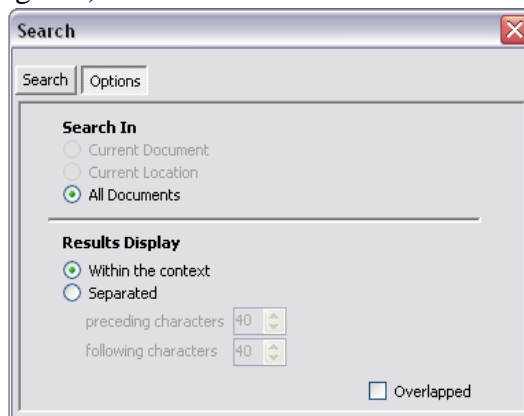 Search
Search Options
Search In
Current Document
Current Location
All Documents
Results Display
Within the context
Separated
preceding characters 40
following characters 40
Overlapped